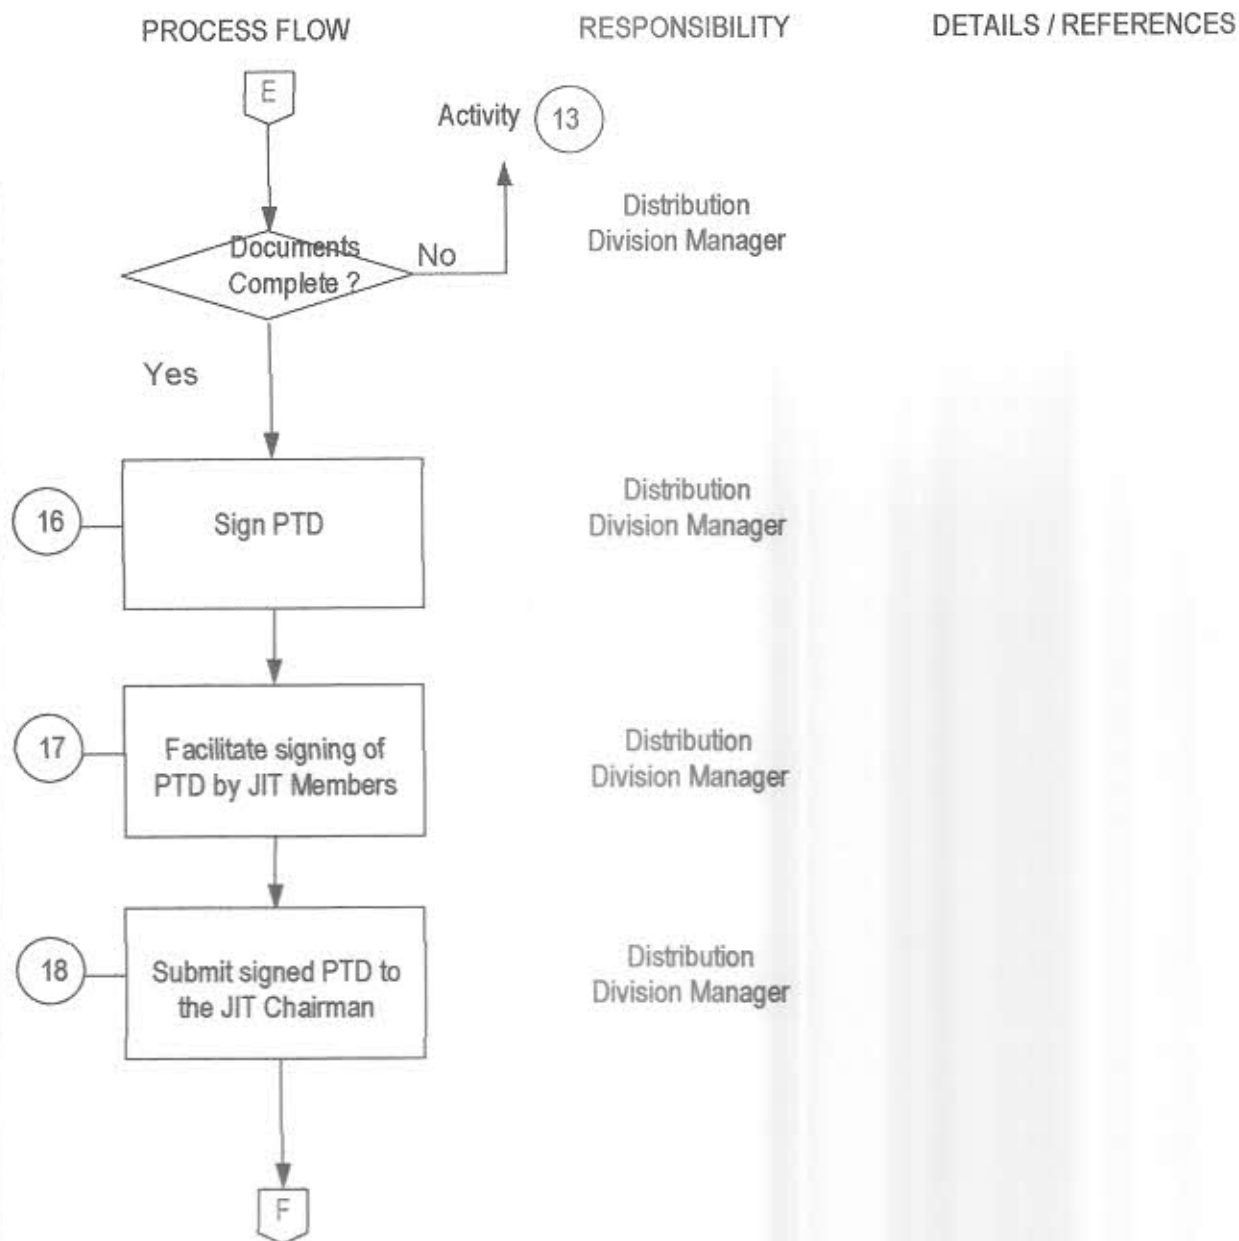 PROCESS FLOW
RESPONSIBILITY
DETAILS / REFERENCES
E
Activity 13
Distribution
Division Manager
Documents
Complete ?
No
Yes
16
Sign PTD
Distribution
Division Manager
17
Facilitate signing of
PTD by JIT Members
Distribution
Division Manager
18
Submit signed PTD to
the JIT Chairman
Distribution
Division Manager
F